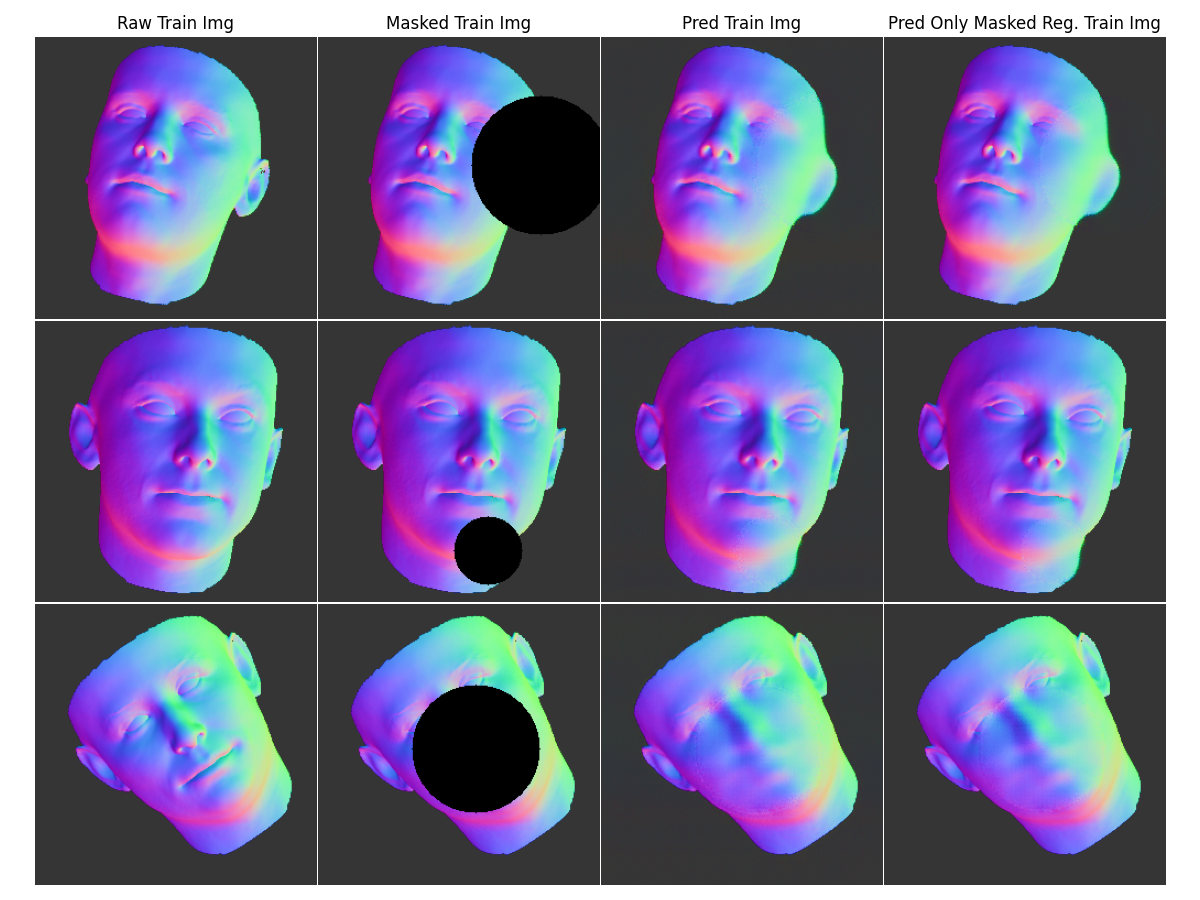 Raw Train Img
Masked Train Img
Pred Train Img
Pred Only Masked Reg. Train Img